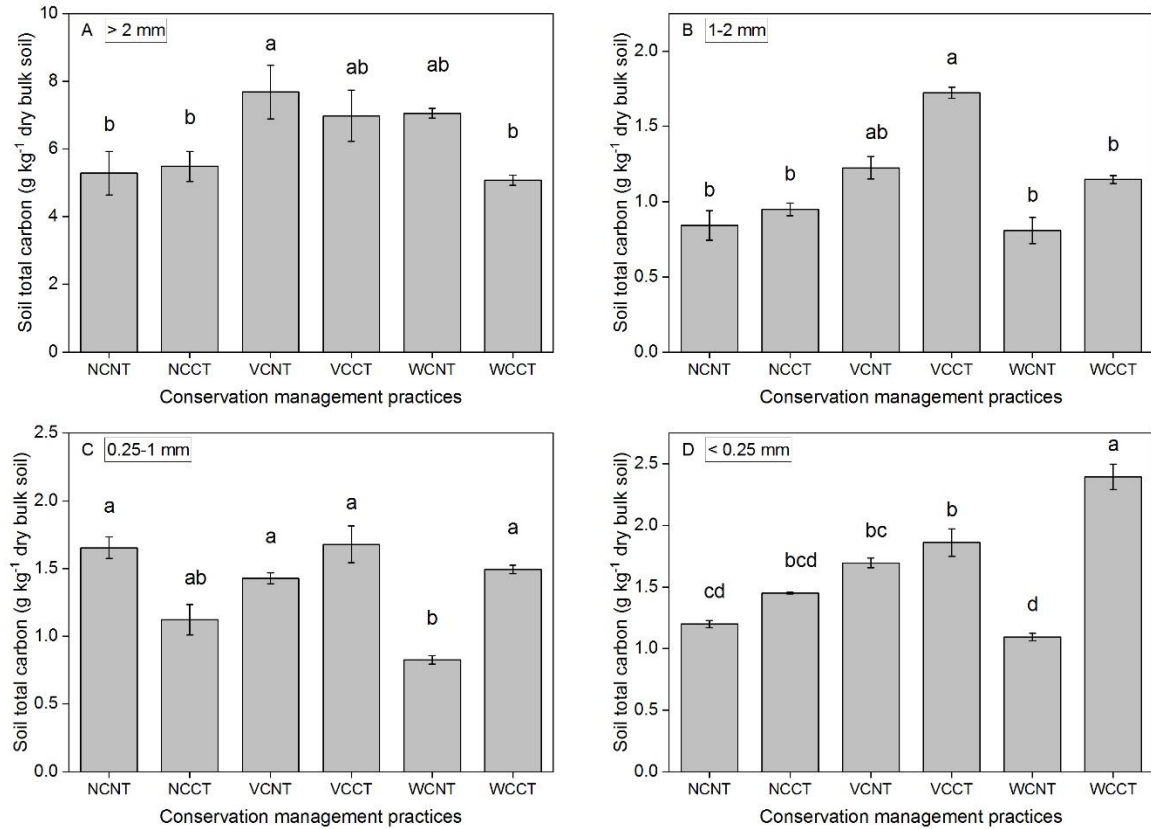 A > 2 mm
Soil total carbon (g kg⁻¹ dry bulk soil)
10
8
6
4
2
0
b
b
a
ab
ab
b
NCNT NCCT VCNT VCCT WCNT WCCT
Conservation management practices
B 1-2 mm
Soil total carbon (g kg⁻¹ dry bulk soil)
2.0
1.5
1.0
0.5
0.0
b
b
ab
a
b
b
NCNT NCCT VCNT VCCT WCNT WCCT
Conservation management practices
C 0.25-1 mm
Soil total carbon (g kg⁻¹ dry bulk soil)
2.5
2.0
1.5
1.0
0.5
0.0
a
ab
a
a
b
a
NCNT NCCT VCNT VCCT WCNT WCCT
Conservation management practices
D < 0.25 mm
Soil total carbon (g kg⁻¹ dry bulk soil)
2.5
2.0
1.5
1.0
0.5
0.0
cd
bcd
bc
b
d
a
NCNT NCCT VCNT VCCT WCNT WCCT
Conservation management practices